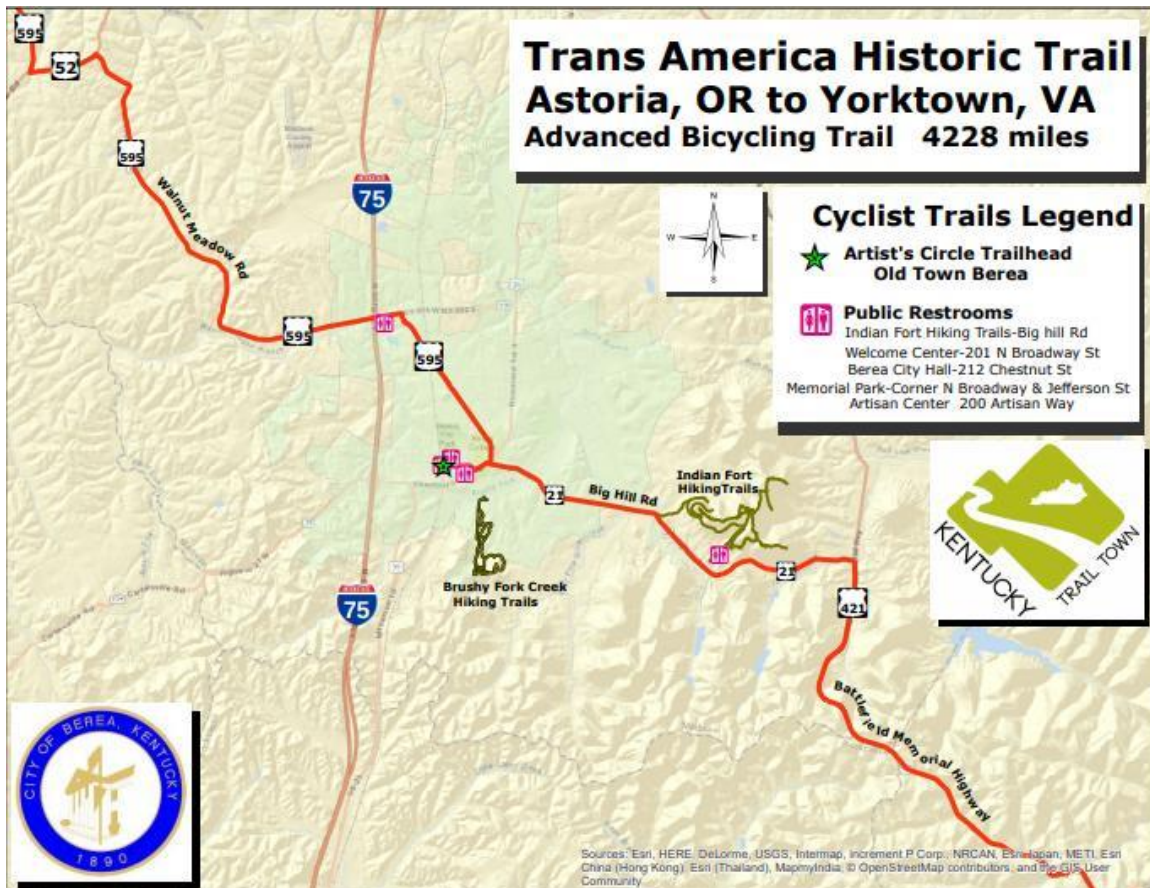 Trans America Historic Trail
Astoria, OR to Yorktown, VA
Advanced Bicycling Trail 4228 miles
595
52
595
Walnut Meadow Rd
75
N
W E
S
Cyclist Trails Legend
Artist's Circle Trailhead
Old Town Berea
Public Restrooms
Indian Fort Hiking Trails-Big hill Rd
Welcome Center-201 N Broadway St
Berea City Hall-212 Chestnut St
Memorial Park-Corner N Broadway & Jefferson St
Artisan Center 200 Artisan Way
595
595
21
Big Hill Rd
Indian Fort
HikingTrails
21
421
Brushy Fork Creek
Hiking Trails
75
KENTUCKY
TRAIL TOWN
Battlefield Memorial Highway
CITY OF BEREA, KENTUCKY
1890
Sources: Esri, HERE, DeLorme, USGS, Intermap, increment P Corp., NRCAN, Esri Japan, METI, Esri
China (Hong Kong), Esri (Thailand), MapmyIndia, © OpenStreetMap contributors, and the GIS User
Community